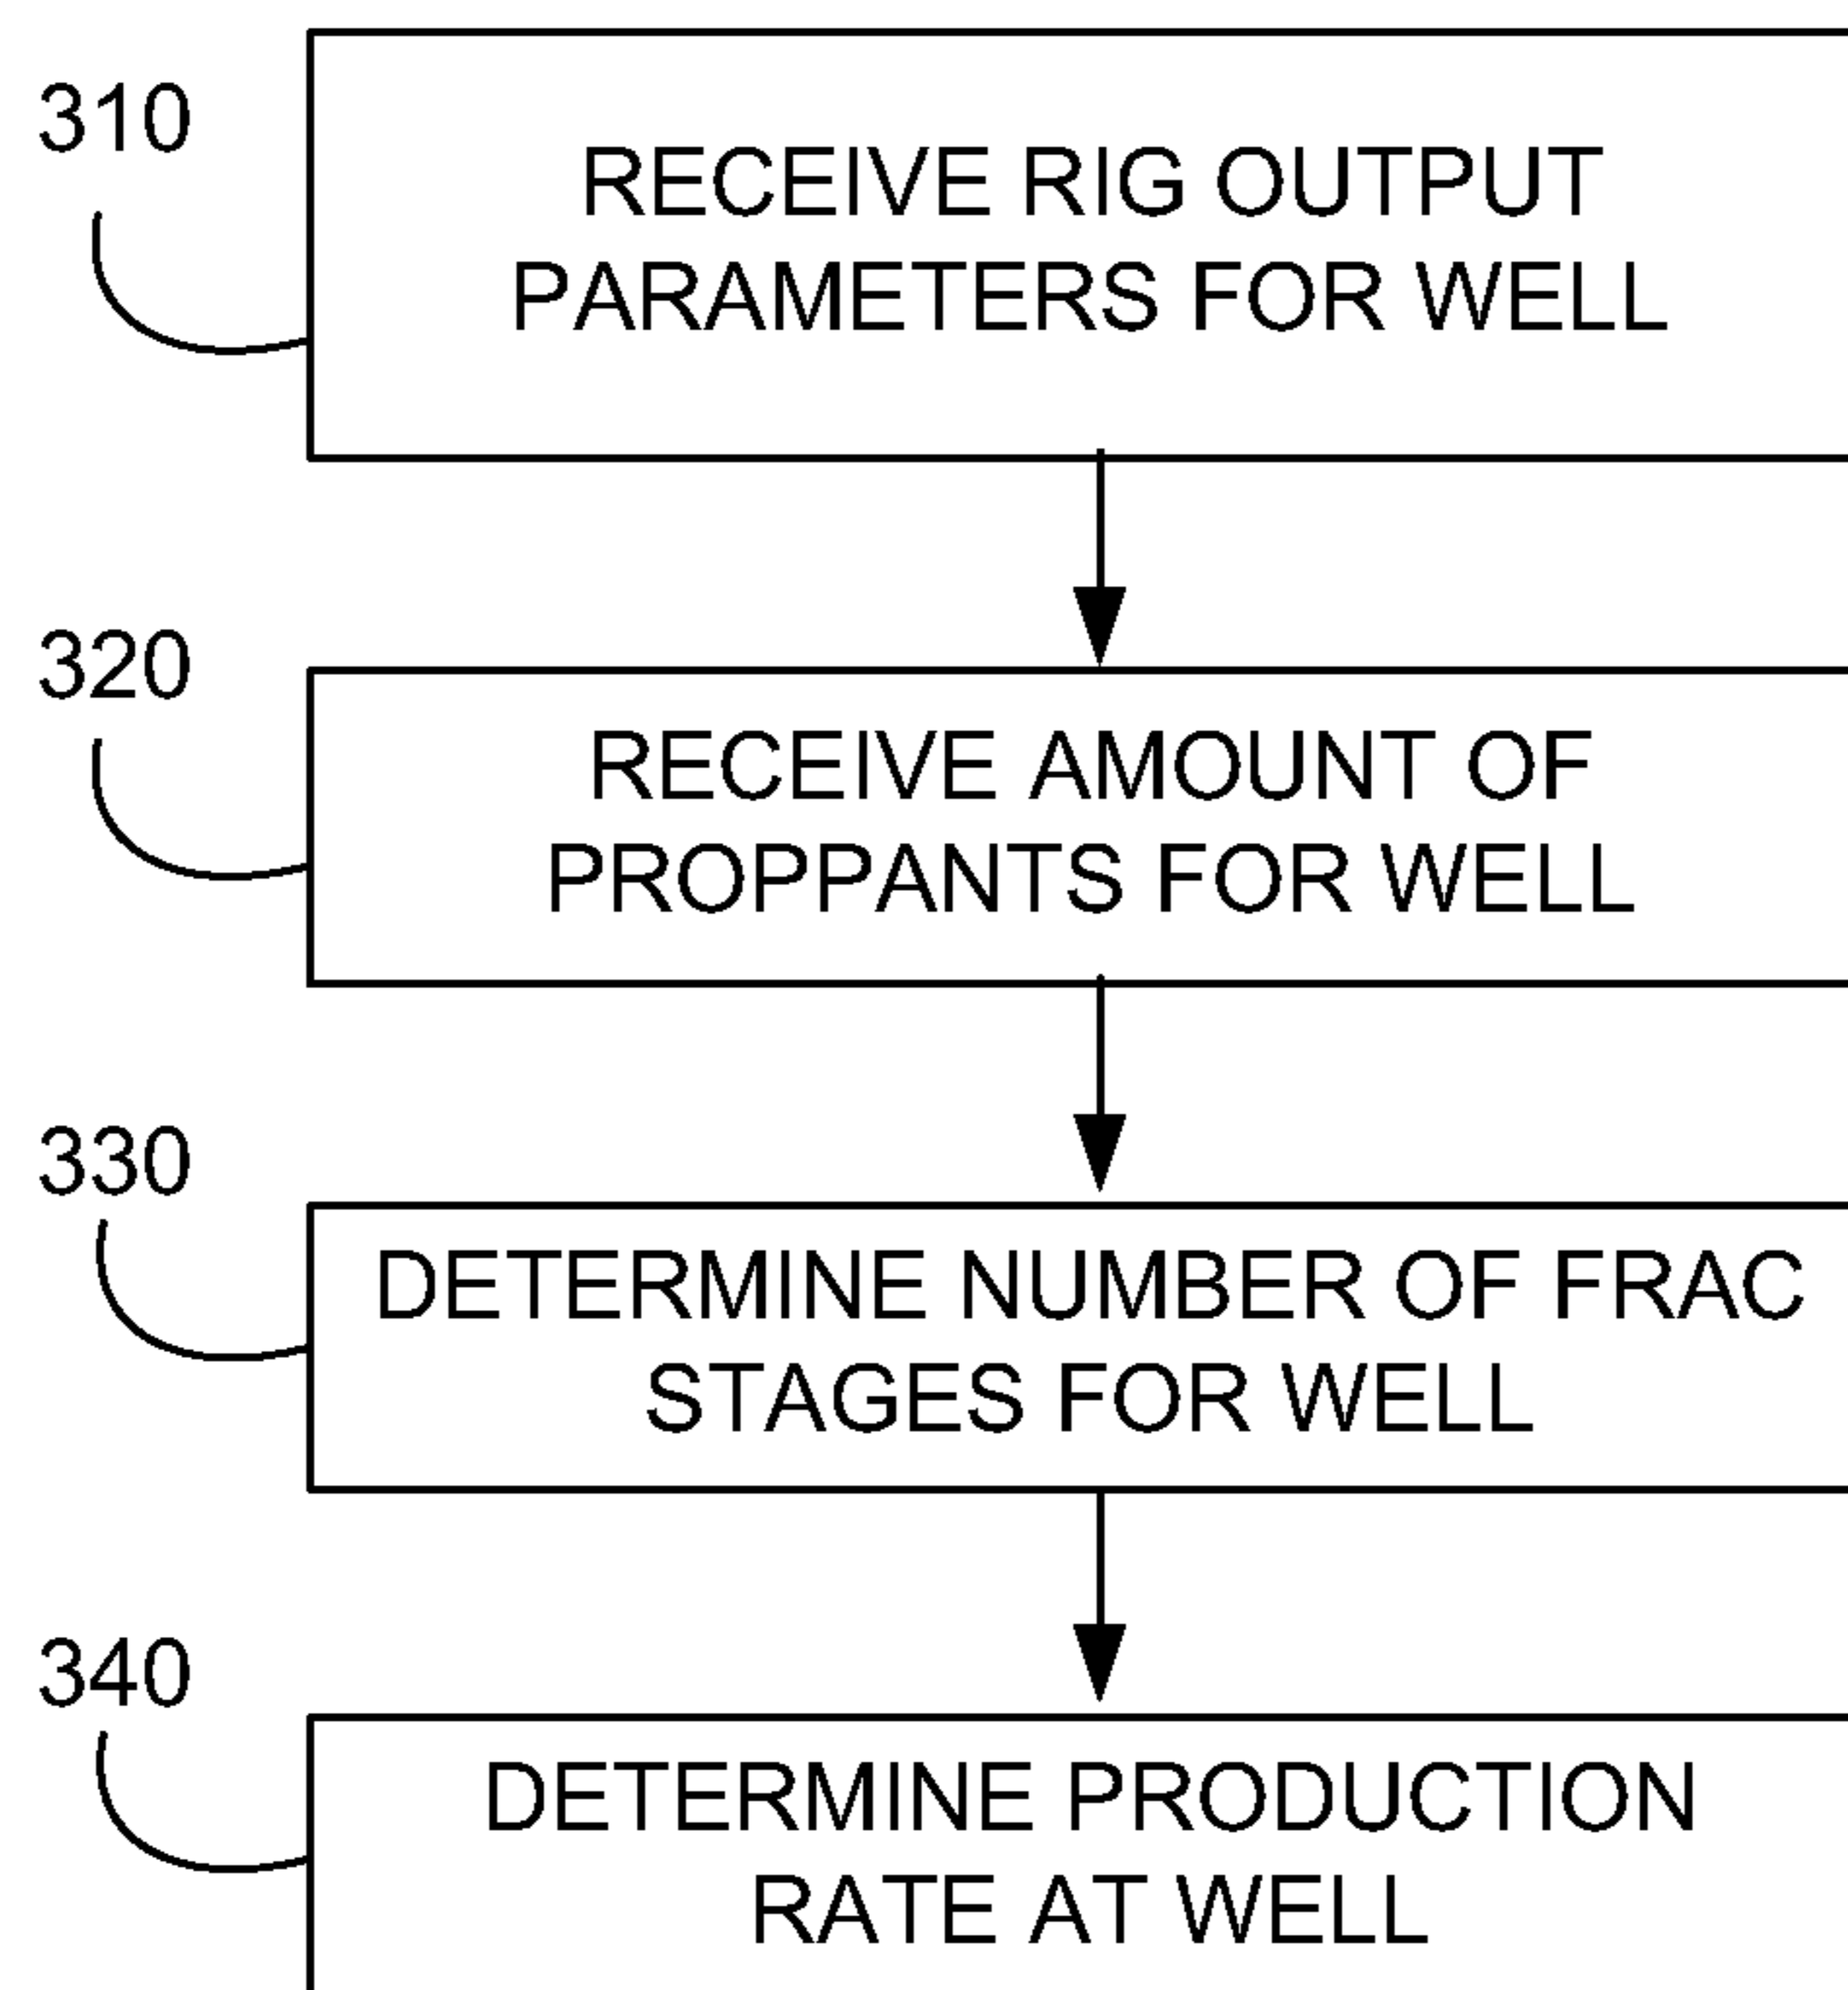 310
RECEIVE RIG OUTPUT
PARAMETERS FOR WELL
320
RECEIVE AMOUNT OF
PROPPANTS FOR WELL
330
DETERMINE NUMBER OF FRAC
STAGES FOR WELL
340
DETERMINE PRODUCTION
RATE AT WELL